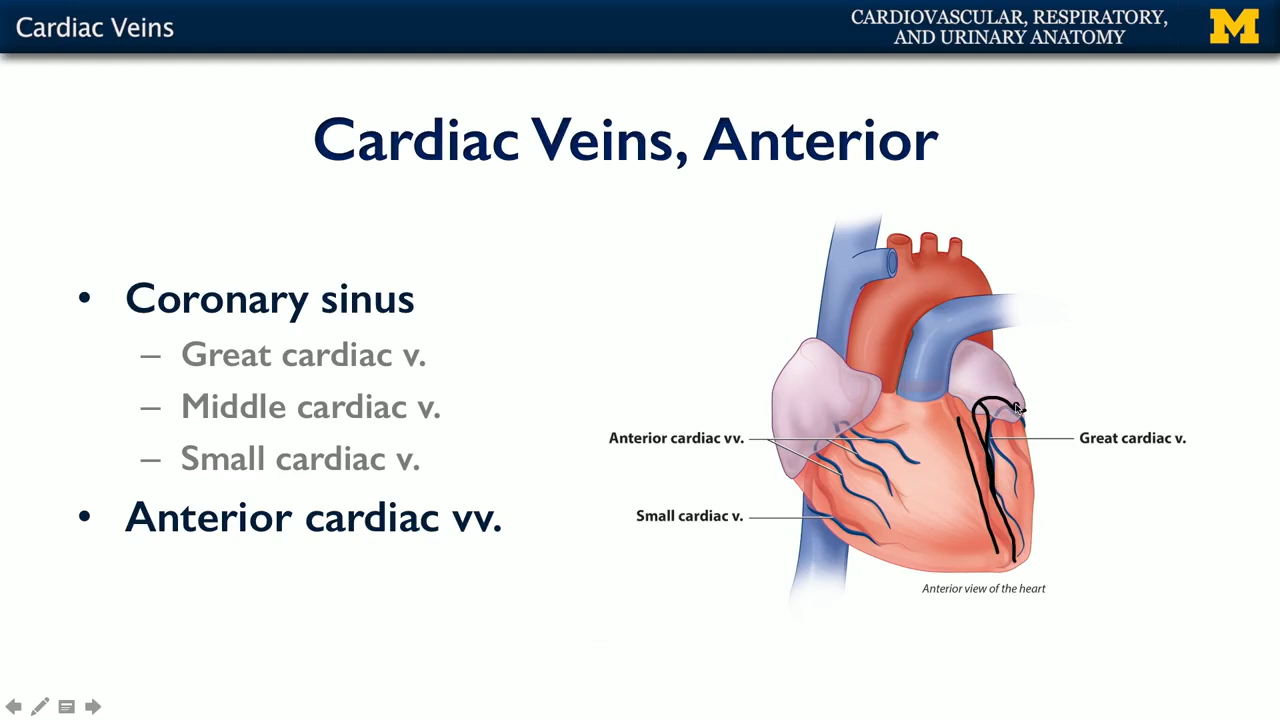 Cardiac Veins
CARDIOVASCULAR, RESPIRATORY,
AND URINARY ANATOMY
M
Cardiac Veins, Anterior
• Coronary sinus
– Great cardiac v.
– Middle cardiac v.
– Small cardiac v.
• Anterior cardiac vv.
Anterior cardiac vv.
Great cardiac v.
Small cardiac v.
Anterior view of the heart